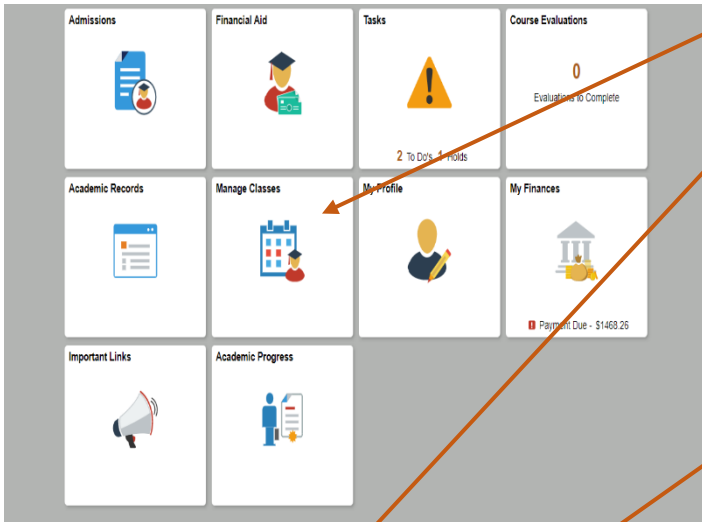 Admissions
Financial Aid
Tasks
Course Evaluations
0
Evaluations to Complete
2 To Do's 1 Holds
Academic Records
Manage Classes
My Profile
My Finances
Payment Due - $1468.26
Important Links
Academic Progress